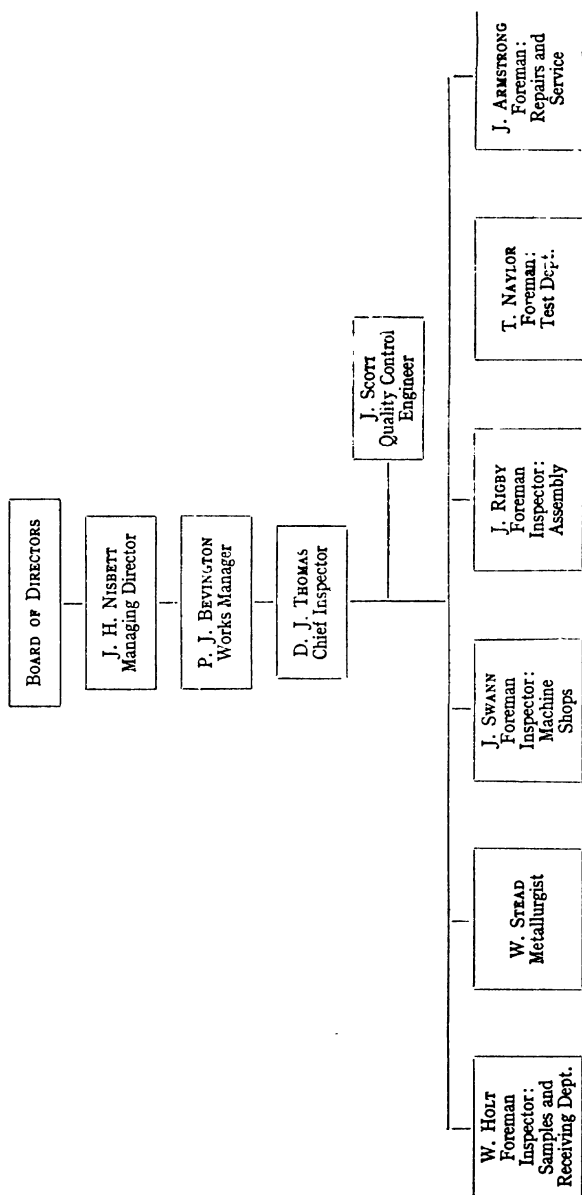 BOARD OF DIRECTORS
J. H. NISBETT
Managing Director
P. J. BEVINGTON
Works Manager
D. J. THOMAS
Chief Inspector
J. SCOTT
Quality Control
Engineer
W. HOLT
Foreman
Inspector:
Samples and
Receiving Dept.
W. STEAD
Metallurgist
J. SWANN
Foreman
Inspector:
Machine
Shops
J. RIGBY
Foreman
Inspector:
Assembly
T. NAYLOR
Foreman:
Test Dept.
J. ARMSTRONG
Foreman:
Repairs and
Service